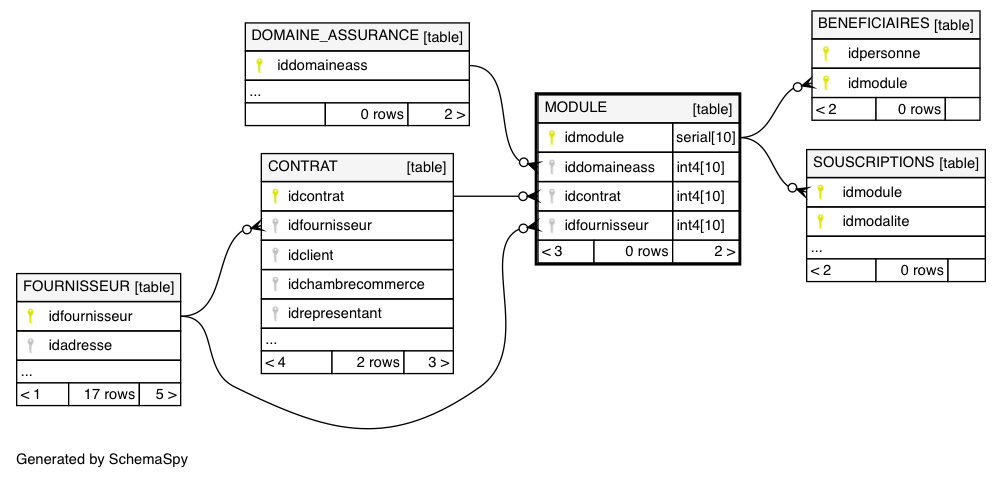 DOMAINE_ASSURANCE [table]
iddomaineass
...
0 rows 2 >
BENEFICIAIRES [table]
idpersonne
idmodule
< 2 0 rows
MODULE [table]
idmodule serial[10]
iddomaineass int4[10]
idcontrat int4[10]
idfournisseur int4[10]
< 3 0 rows 2 >
CONTRAT [table]
idcontrat
idfournisseur
idclient
idchambrecommerce
idrepresentant
...
< 4 2 rows 3 >
SOUSCRIPTIONS [table]
idmodule
idmodalite
...
< 2 0 rows
FOURNISSEUR [table]
idfournisseur
idadresse
...
< 1 17 rows 5 >
Generated by SchemaSpy